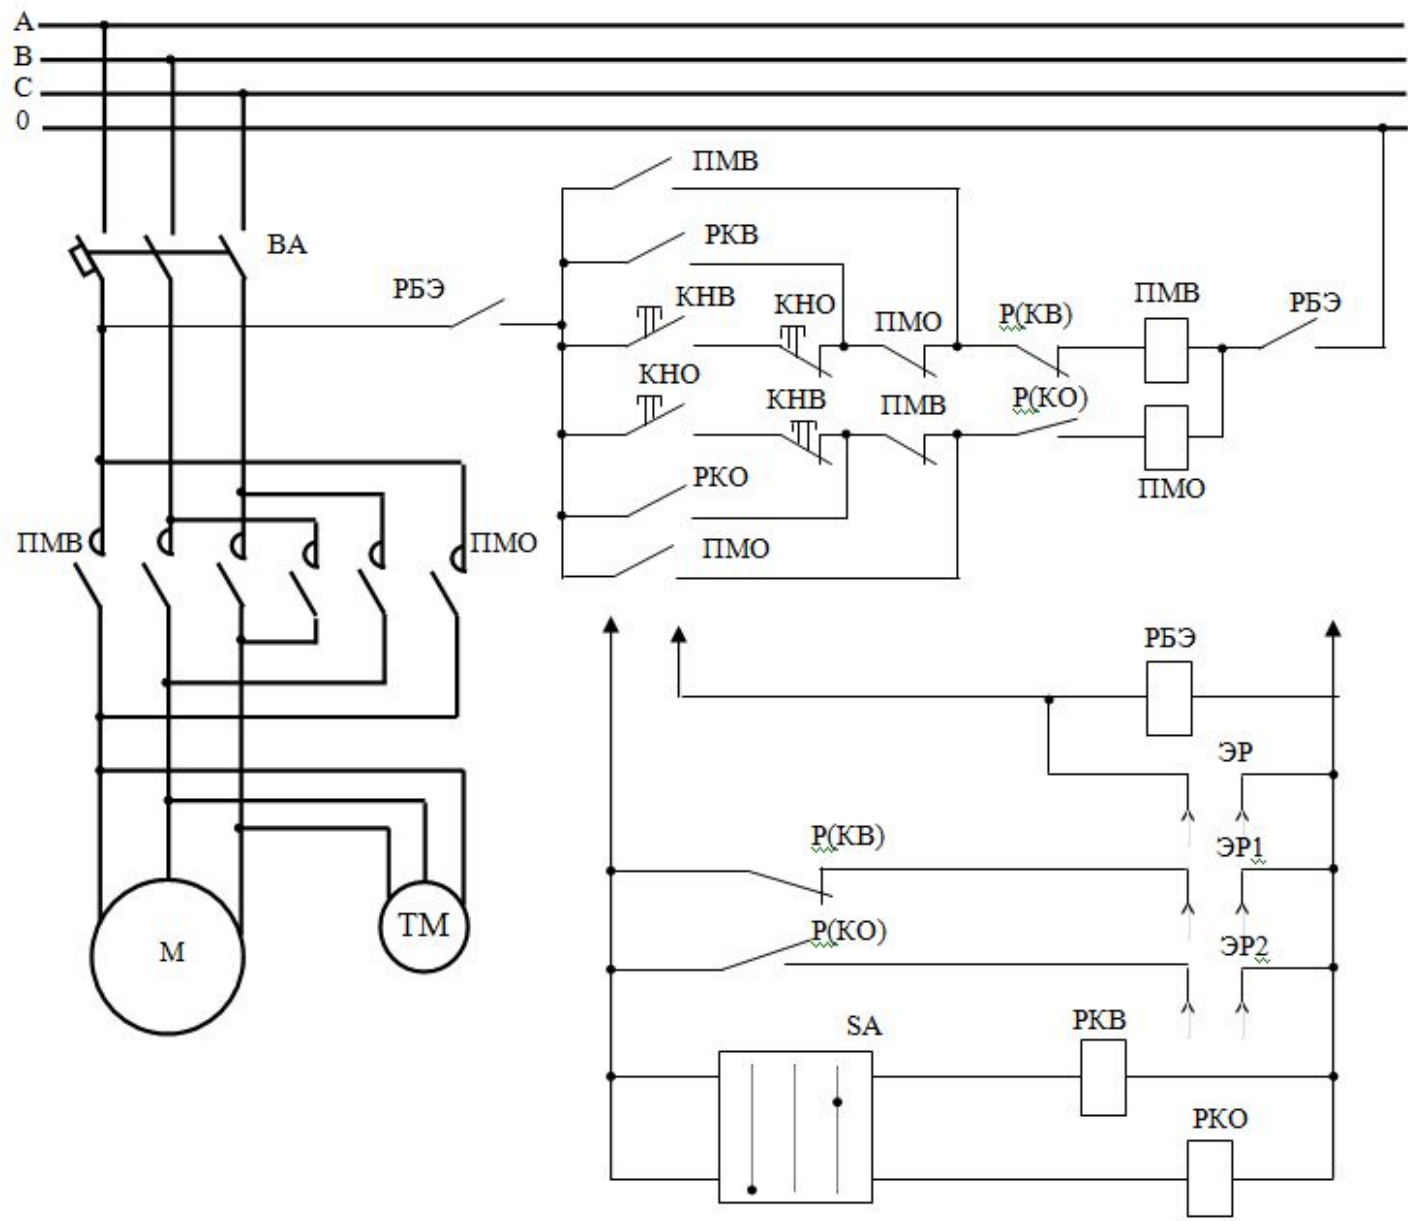 А
В
С
0
ПМВ
РКВ
ВА
РБЭ
КНВ
КНО
ПМО
Р(КВ)
ПМВ
РБЭ
КНО
КНВ
ПМВ
Р(КО)
РКО
ПМО
ПМВ
ПМО
ПМО
РБЭ
ЭР
Р(КВ)
ЭР1
Р(КО)
ЭР2
М
ТМ
SA
РКВ
РКО